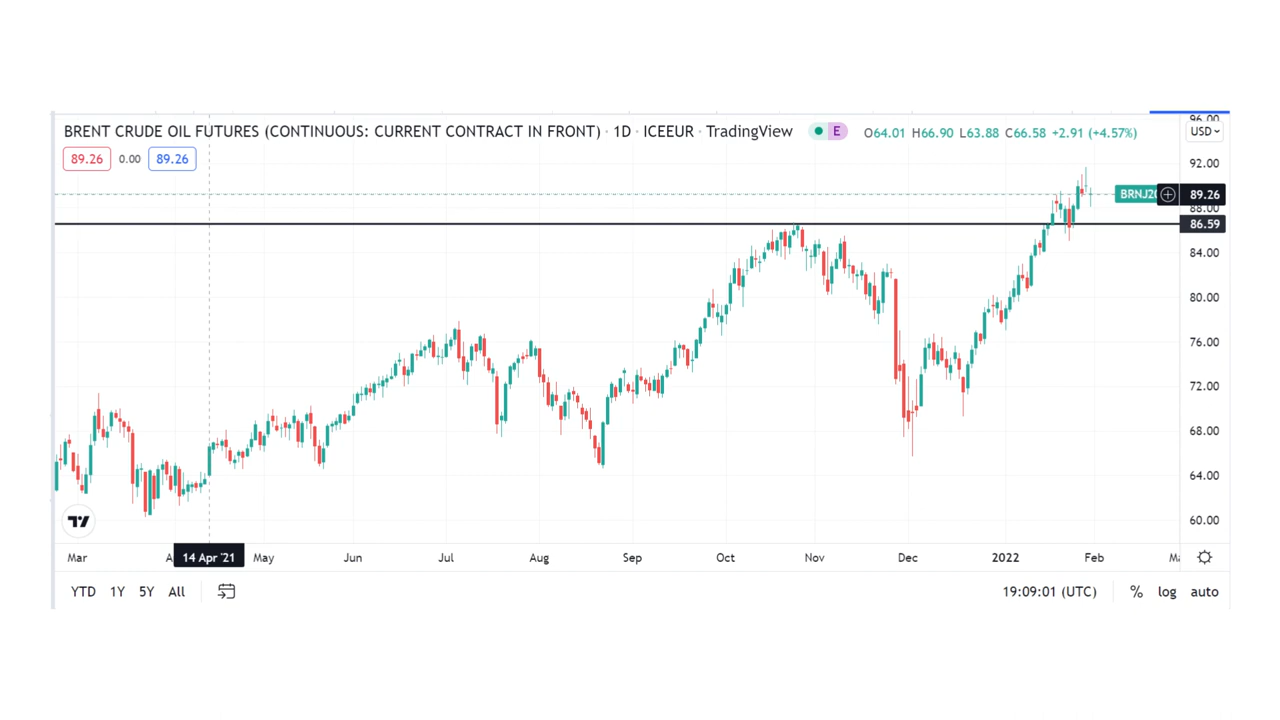 BRENT CRUDE OIL FUTURES (CONTINUOUS: CURRENT CONTRACT IN FRONT) · 1D · ICEEUR · TradingView E O64.01 H66.90 L63.88 C66.58 +2.91 (+4.57%)
89.26 0.00 89.26
96.00
USD
92.00
BRNJ20 89.26
88.00
86.59
84.00
80.00
76.00
72.00
68.00
64.00
60.00
Mar A 14 Apr '21 May Jun Jul Aug Sep Oct Nov Dec 2022 Feb Ma
YTD 1Y 5Y All 19:09:01 (UTC) % log auto